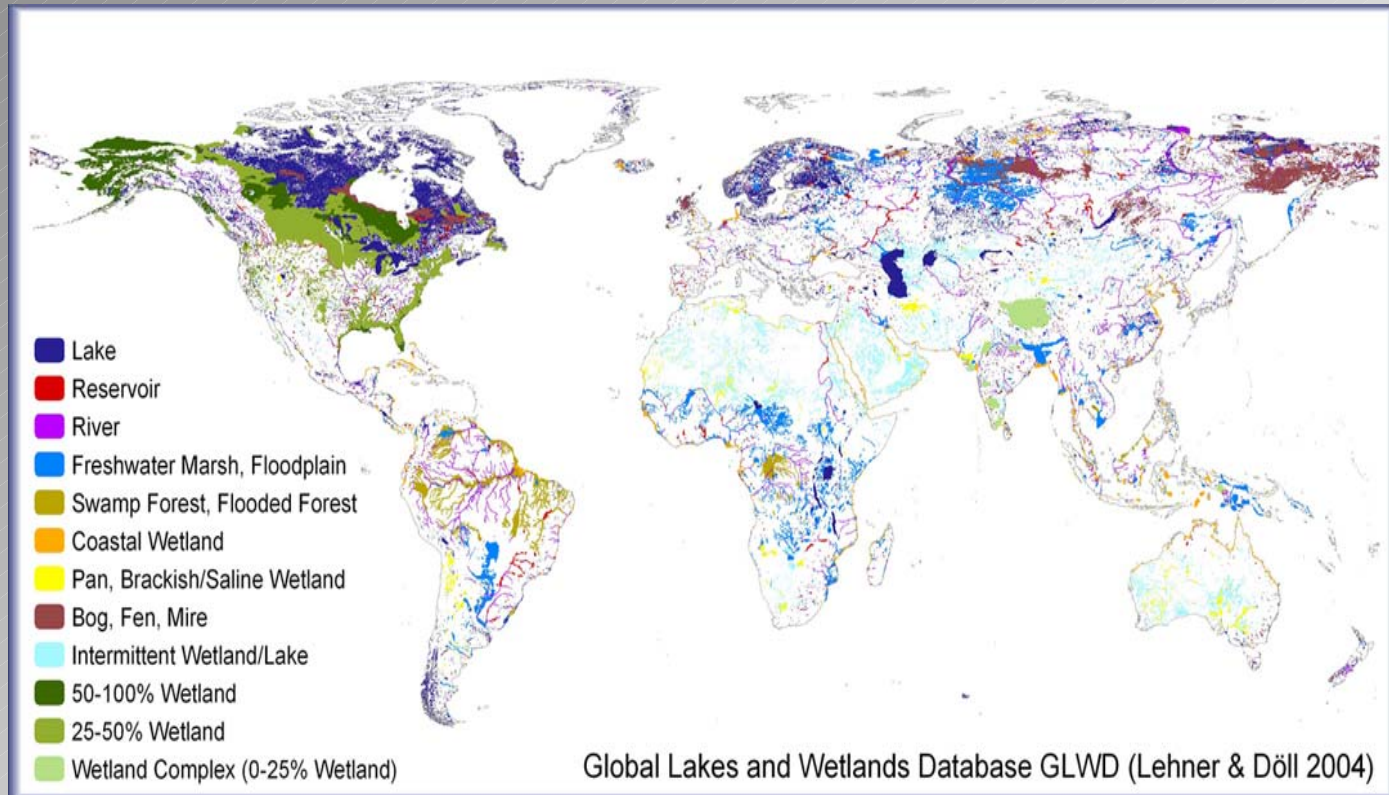 Lake
Reservoir
River
Freshwater Marsh, Floodplain
Swamp Forest, Flooded Forest
Coastal Wetland
Pan, Brackish/Saline Wetland
Bog, Fen, Mire
Intermittent Wetland/Lake
50-100% Wetland
25-50% Wetland
Wetland Complex (0-25% Wetland)
Global Lakes and Wetlands Database GLWD (Lehner & Döll 2004)